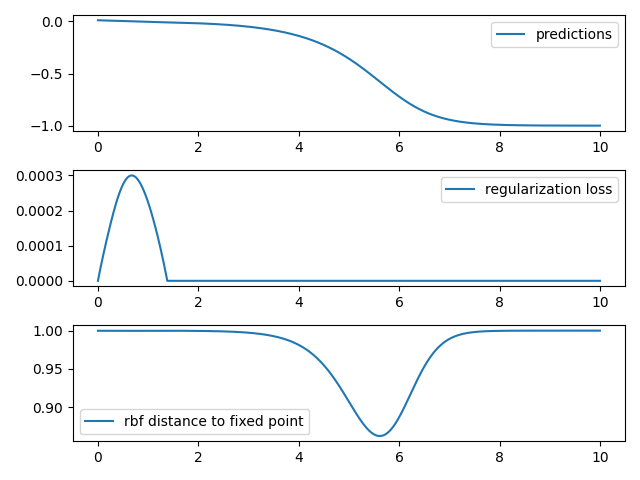 0.0
−0.5
−1.0
predictions
0 2 4 6 8 10
0.0003
0.0002
0.0001
0.0000
regularization loss
0 2 4 6 8 10
1.00
0.95
0.90
rbf distance to fixed point
0 2 4 6 8 10